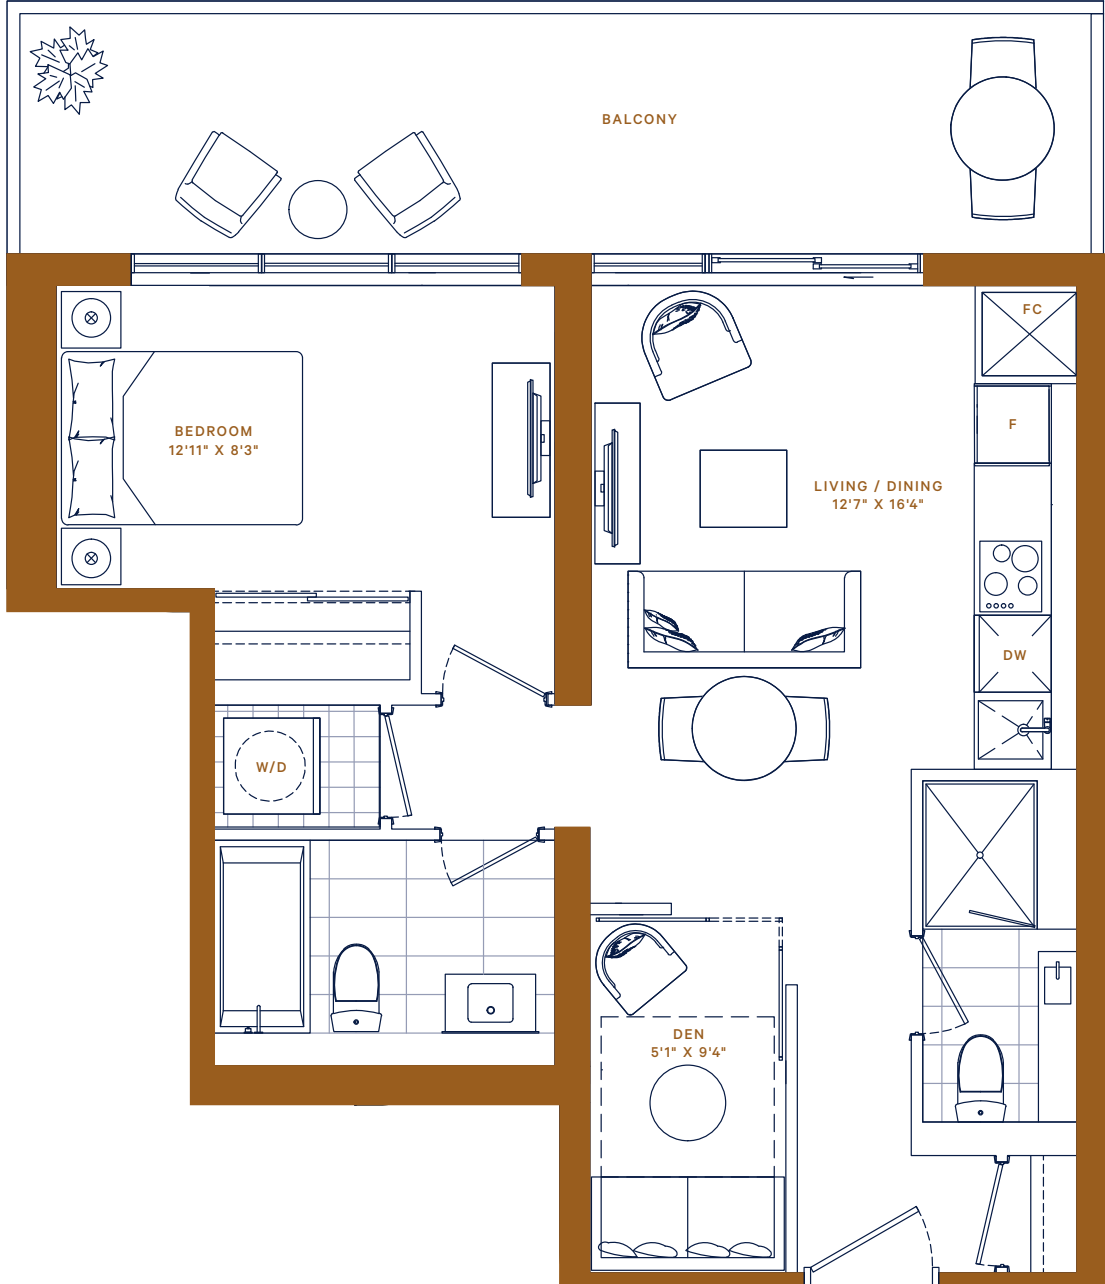 BALCONY
FC
F
BEDROOM
12'11" X 8'3"
LIVING / DINING
12'7" X 16'4"
DW
W/D
DEN
5'1" X 9'4"